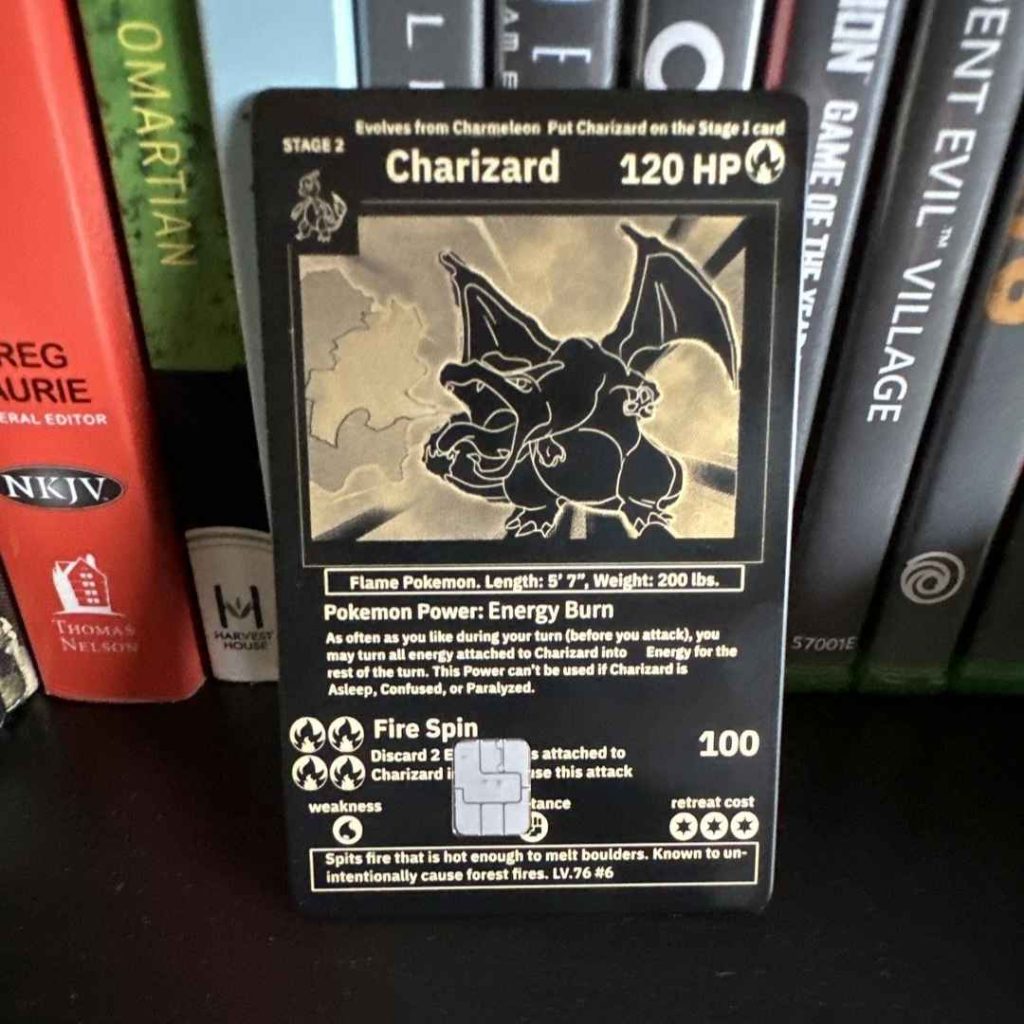 Evolves from Charmeleon Put Charizard on the Stage 1 card
STAGE 2
Charizard
120 HP
Flame Pokemon. Length: 5' 7", Weight: 200 lbs.
Pokemon Power: Energy Burn
As often as you like during your turn (before you attack), you
may turn all energy attached to Charizard into Energy for the
rest of the turn. This Power can't be used if Charizard is
Asleep, Confused, or Paralyzed.
Fire Spin
100
Discard 2 E s attached to
Charizard i use this attack
weakness
tance
retreat cost
Spits fire that is hot enough to melt boulders. Known to un-
intentionally cause forest fires. LV.76 #6
REG
AURIE
ERAL EDITOR
NKJV
THOMAS
NELSON
OMARTIAN
H
HARVEST
HOUSE
L
AM E
ION GAME OF THE YEAR
DENT EVIL™ VILLAGE
57001E